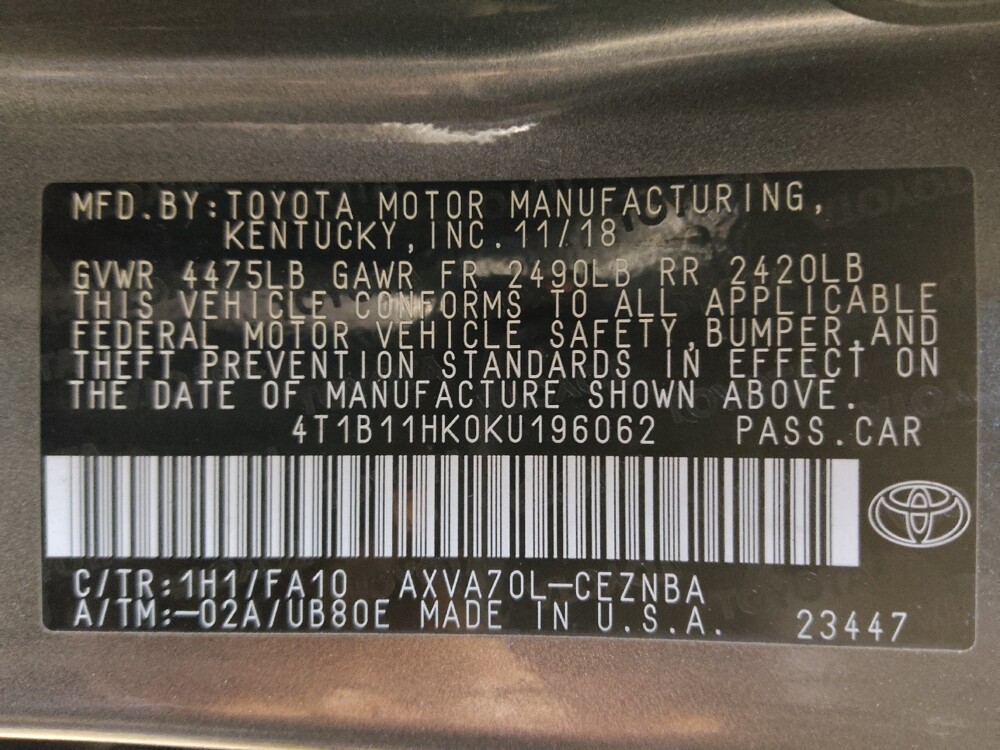 MFD.BY:TOYOTA MOTOR MANUFACTURING,
KENTUCKY,INC.11/18
GVWR 4475LB GAWR FR 2490LB RR 2420LB
THIS VEHICLE CONFORMS TO ALL APPLICABLE
FEDERAL MOTOR VEHICLE SAFETY,BUMPER,AND
THEFT PREVENTION STANDARDS IN EFFECT ON
THE DATE OF MANUFACTURE SHOWN ABOVE.
4T1B11HK0KU196062 PASS.CAR
C/TR:1H1/FA10 AXVA70L-CEZNBA
A/TM:-02A/UB80E MADE IN U.S.A. 23447